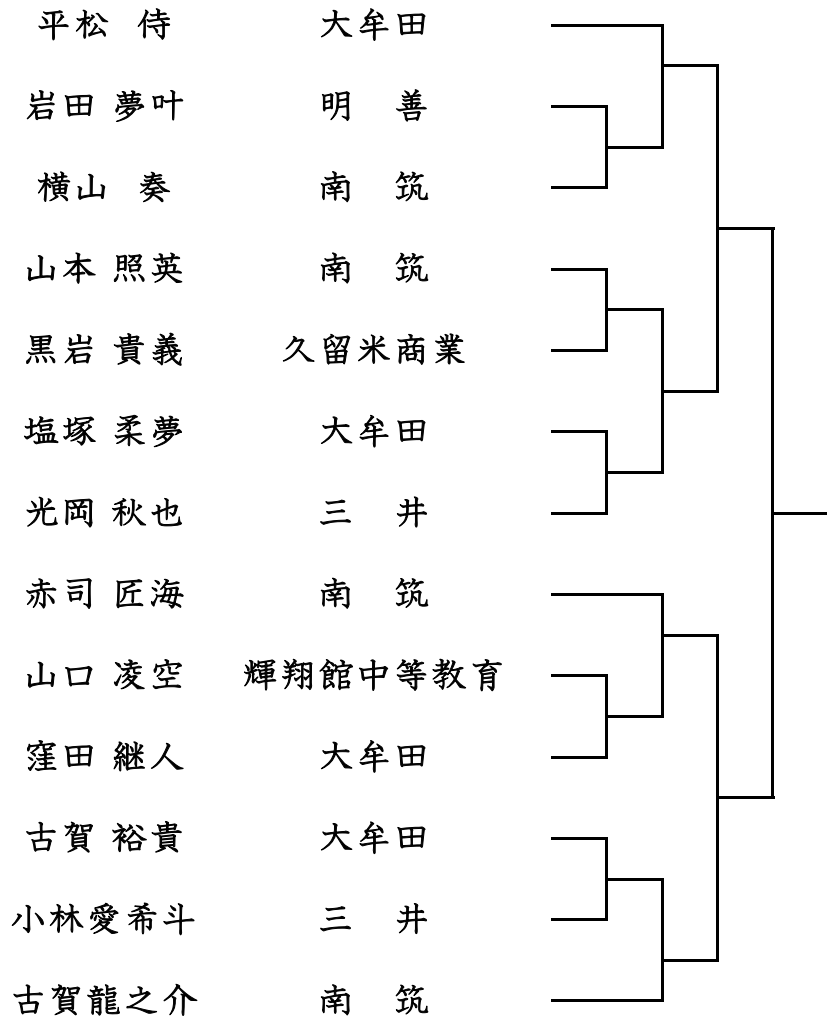 平松 侍 大牟田
岩田 夢叶 明 善
横山 奏 南 筑
山本 照英 南 筑
黒岩 貴義 久留米商業
塩塚 柔夢 大牟田
光岡 秋也 三 井
赤司 匠海 南 筑
山口 凌空 輝翔館中等教育
窪田 継人 大牟田
古賀 裕貴 大牟田
小林愛希斗 三 井
古賀龍之介 南 筑